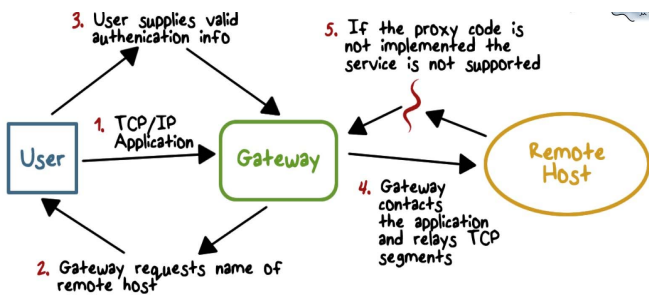 3. User supplies valid
authenication info
5. If the proxy code is
not implemented the
service is not supported
1. TCP/IP
Application
User
Gateway
Remote
Host
4. Gateway
contacts
the application
and relays TCP
segments
2. Gateway requests name of
remote host